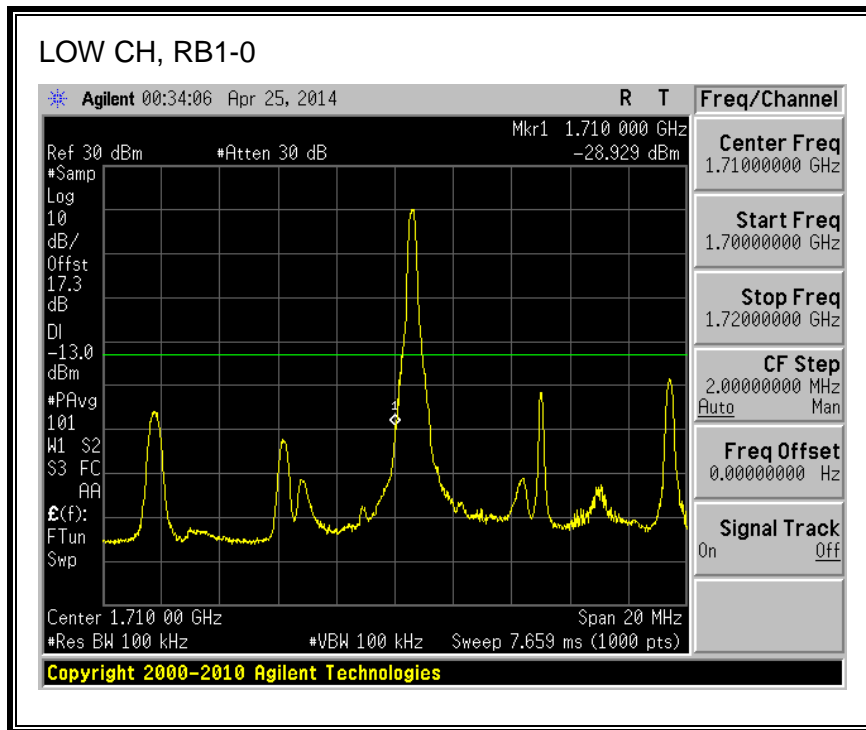 LOW CH, RB1-0
Agilent 00:34:06 Apr 25, 2014 R T
Freq/Channel
Mkr1 1.710 000 GHz
Ref 30 dBm #Atten 30 dB -28.929 dBm
#Samp
Log
10
dB/
Offst
17.3
dB
DI
-13.0
dBm
#PAvg
101
W1 S2
S3 FC
AA
£(f):
FTun
Swp
1
Center 1.710 00 GHz Span 20 MHz
#Res BW 100 kHz #VBW 100 kHz Sweep 7.659 ms (1000 pts)
Center Freq
1.71000000 GHz
Start Freq
1.70000000 GHz
Stop Freq
1.72000000 GHz
CF Step
2.00000000 MHz
Auto Man
Freq Offset
0.00000000 Hz
Signal Track
On Off
Copyright 2000-2010 Agilent Technologies